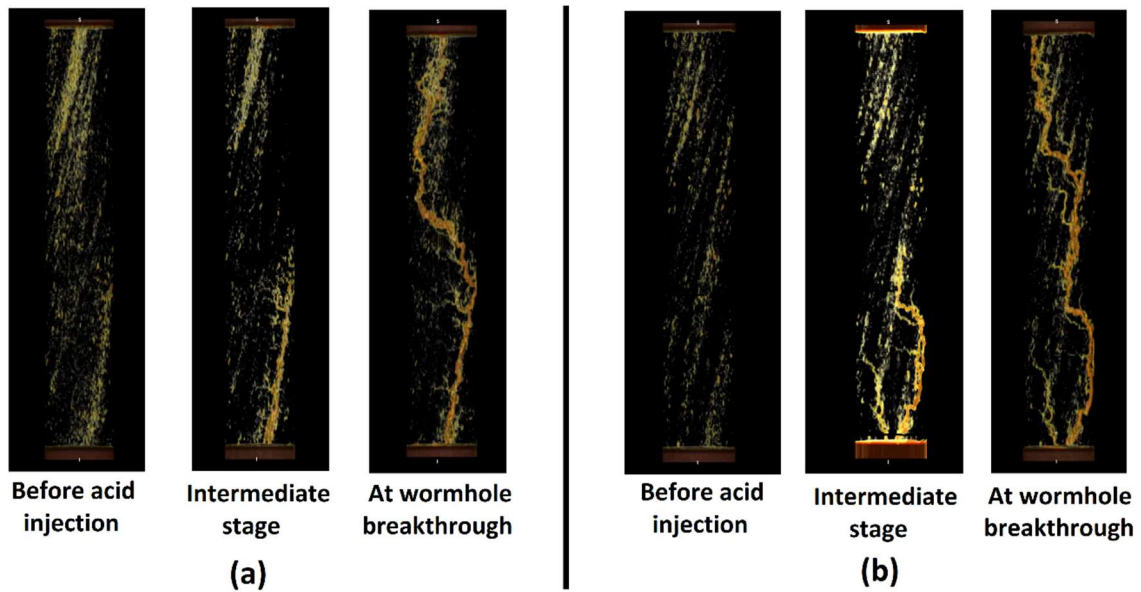 S
S
S
S
S
S
I
I
I
I
I
I
Before acid
injection
Intermediate
stage
At wormhole
breakthrough
(a)
Before acid
injection
Intermediate
stage
At wormhole
breakthrough
(b)